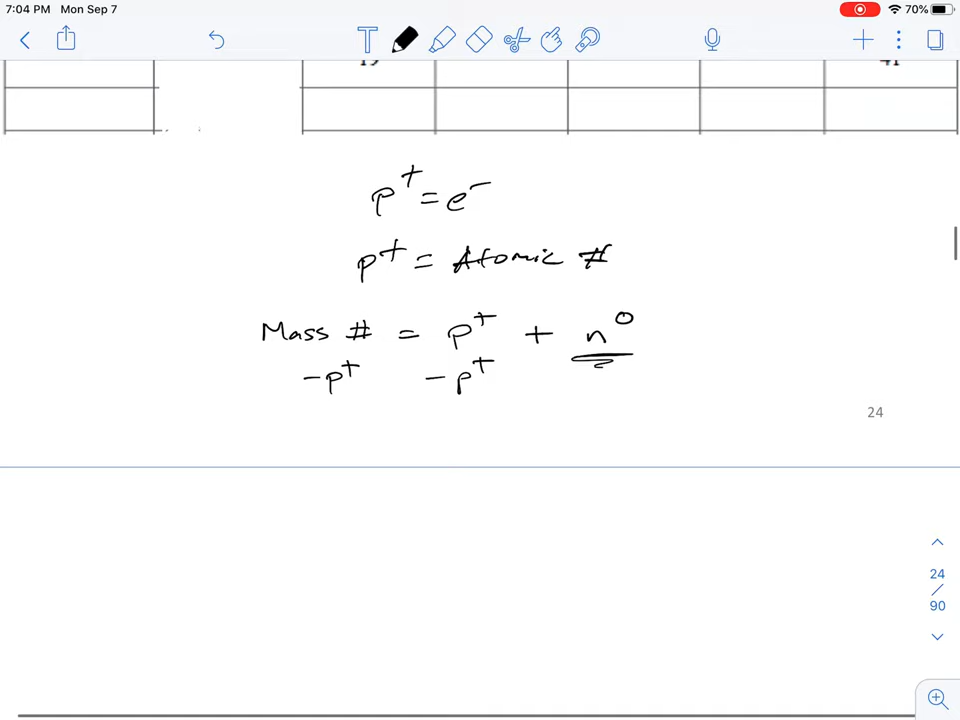 7:04 PM Mon Sep 7 70%
p⁺ = e⁻
p⁺ = Atomic #
Mass # = p⁺ + n⁰
-p⁺ -p⁺
24
24
/
90